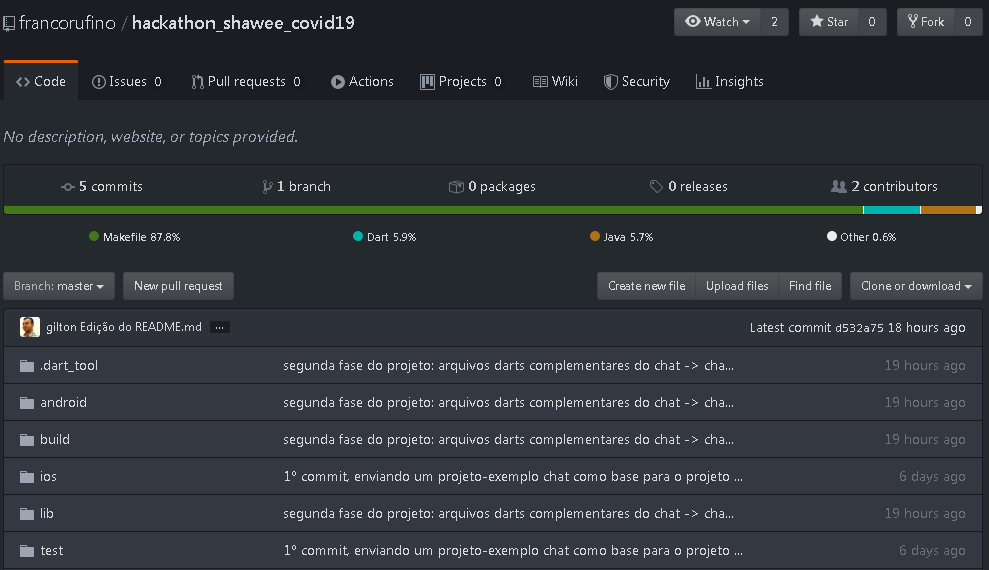 francorufino / hackathon_shawee_covid19 Watch 2 Star 0 Fork 0
Code Issues 0 Pull requests 0 Actions Projects 0 Wiki Security Insights
No description, website, or topics provided.
5 commits 1 branch 0 packages 0 releases 2 contributors
Makefile 87.8% Dart 5.9% Java 5.7% Other 0.6%
Branch: master New pull request Create new file Upload files Find file Clone or download
gilton Edição do README.md ... Latest commit d532a75 18 hours ago
.dart_tool segunda fase do projeto: arquivos darts complementares do chat -> cha... 19 hours ago
android segunda fase do projeto: arquivos darts complementares do chat -> cha... 19 hours ago
build segunda fase do projeto: arquivos darts complementares do chat -> cha... 19 hours ago
ios 1º commit, enviando um projeto-exemplo chat como base para o projeto ... 6 days ago
lib segunda fase do projeto: arquivos darts complementares do chat -> cha... 19 hours ago
test 1º commit, enviando um projeto-exemplo chat como base para o projeto ... 6 days ago